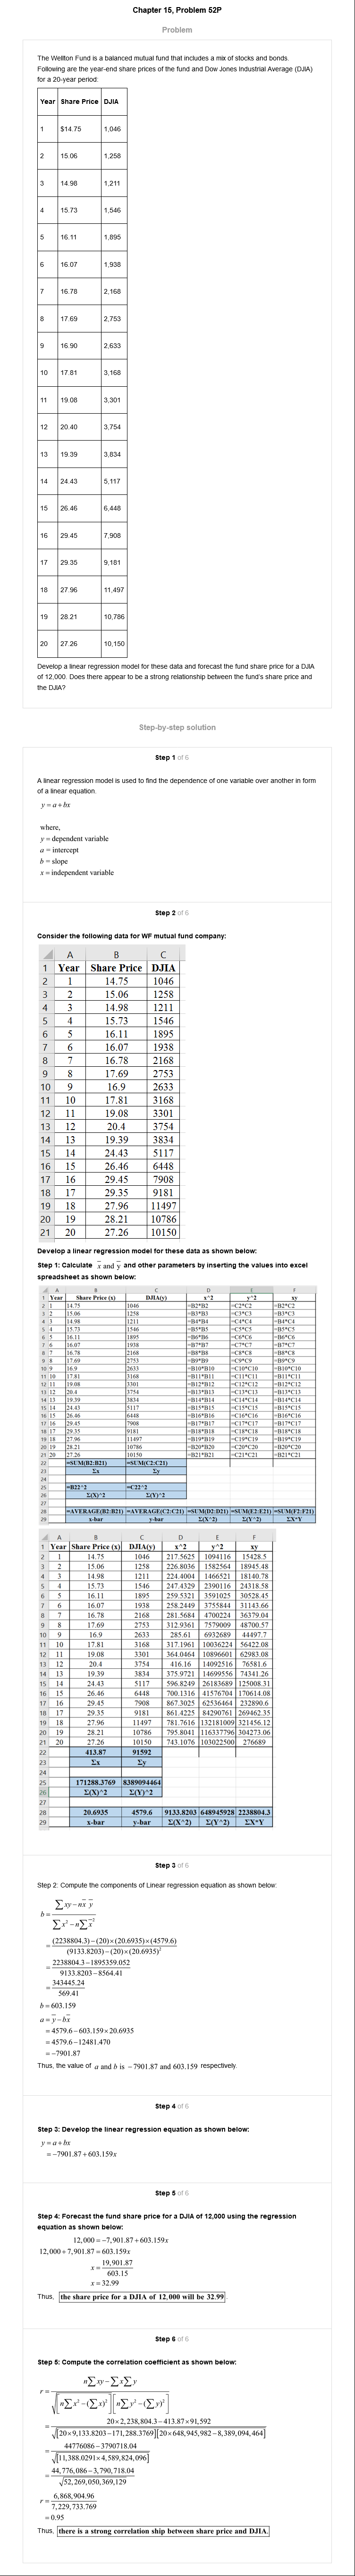 Chapter 15, Problem 52P
Problem
The Wellton Fund is a balanced mutual fund that includes a mix of stocks and bonds.
Following are the year-end share prices of the fund and Dow Jones Industrial Average (DJIA)
for a 20-year period:
Year Share Price DJIA
1 $14.75 1,046
2 15.06 1,258
3 14.98 1,211
4 15.73 1,546
5 16.11 1,895
6 16.07 1,938
7 16.78 2,168
8 17.69 2,753
9 16.90 2,633
10 17.81 3,168
11 19.08 3,301
12 20.40 3,754
13 19.39 3,834
14 24.43 5,117
15 26.46 6,448
16 29.45 7,908
17 29.35 9,181
18 27.96 11,497
19 28.21 10,786
20 27.26 10,150
Develop a linear regression model for these data and forecast the fund share price for a DJIA
of 12,000. Does there appear to be a strong relationship between the fund's share price and
the DJIA?
Step-by-step solution
Step 1 of 6
A linear regression model is used to find the dependence of one variable over another in form
of a linear equation.
y = a + bx
where,
y = dependent variable
a = intercept
b = slope
x = independent variable
Step 2 of 6
Consider the following data for WF mutual fund company:
A B C
1 Year Share Price DJIA
2 1 14.75 1046
3 2 15.06 1258
4 3 14.98 1211
5 4 15.73 1546
6 5 16.11 1895
7 6 16.07 1938
8 7 16.78 2168
9 8 17.69 2753
10 9 16.9 2633
11 10 17.81 3168
12 11 19.08 3301
13 12 20.4 3754
14 13 19.39 3834
15 14 24.43 5117
16 15 26.46 6448
17 16 29.45 7908
18 17 29.35 9181
19 18 27.96 11497
20 19 28.21 10786
21 20 27.26 10150
Develop a linear regression model for these data as shown below:
Step 1: Calculate x̄ and ȳ and other parameters by inserting the values into excel
spreadsheet as shown below:
A B C D E F
1 Year Share Price (x) DJIA(y) x^2 y^2 xy
2 1 14.75 1046 =B2*B2 =C2*C2 =B2*C2
3 2 15.06 1258 =B3*B3 =C3*C3 =B3*C3
4 3 14.98 1211 =B4*B4 =C4*C4 =B4*C4
5 4 15.73 1546 =B5*B5 =C5*C5 =B5*C5
6 5 16.11 1895 =B6*B6 =C6*C6 =B6*C6
7 6 16.07 1938 =B7*B7 =C7*C7 =B7*C7
8 7 16.78 2168 =B8*B8 =C8*C8 =B8*C8
9 8 17.69 2753 =B9*B9 =C9*C9 =B9*C9
10 9 16.9 2633 =B10*B10 =C10*C10 =B10*C10
11 10 17.81 3168 =B11*B11 =C11*C11 =B11*C11
12 11 19.08 3301 =B12*B12 =C12*C12 =B12*C12
13 12 20.4 3754 =B13*B13 =C13*C13 =B13*C13
14 13 19.39 3834 =B14*B14 =C14*C14 =B14*C14
15 14 24.43 5117 =B15*B15 =C15*C15 =B15*C15
16 15 26.46 6448 =B16*B16 =C16*C16 =B16*C16
17 16 29.45 7908 =B17*B17 =C17*C17 =B17*C17
18 17 29.35 9181 =B18*B18 =C18*C18 =B18*C18
19 18 27.96 11497 =B19*B19 =C19*C19 =B19*C19
20 19 28.21 10786 =B20*B20 =C20*C20 =B20*C20
21 20 27.26 10150 =B21*B21 =C21*C21 =B21*C21
22 =SUM(B2:B21) =SUM(C2:C21)
23 Σx Σy
24
25 =B22^2 =C22^2
26 Σ(X)^2 Σ(Y)^2
27
28 =AVERAGE(B2:B21) =AVERAGE(C2:C21) =SUM(D2:D21) =SUM(E2:E21) =SUM(F2:F21)
29 x-bar y-bar Σ(X^2) Σ(Y^2) ΣX*Y
A B C D E F
1 Year Share Price (x) DJIA(y) x^2 y^2 xy
2 1 14.75 1046 217.5625 1094116 15428.5
3 2 15.06 1258 226.8036 1582564 18945.48
4 3 14.98 1211 224.4004 1466521 18140.78
5 4 15.73 1546 247.4329 2390116 24318.58
6 5 16.11 1895 259.5321 3591025 30528.45
7 6 16.07 1938 258.2449 3755844 31143.66
8 7 16.78 2168 281.5684 4700224 36379.04
9 8 17.69 2753 312.9361 7579009 48700.57
10 9 16.9 2633 285.61 6932689 44497.7
11 10 17.81 3168 317.1961 10036224 56422.08
12 11 19.08 3301 364.0464 10896601 62983.08
13 12 20.4 3754 416.16 14092516 76581.6
14 13 19.39 3834 375.9721 14699556 74341.26
15 14 24.43 5117 596.8249 26183689 125008.31
16 15 26.46 6448 700.1316 41576704 170614.08
17 16 29.45 7908 867.3025 62536464 232890.6
18 17 29.35 9181 861.4225 84290761 269462.35
19 18 27.96 11497 781.7616 132181009 321456.12
20 19 28.21 10786 795.8041 116337796 304273.06
21 20 27.26 10150 743.1076 103022500 276689
22 413.87 91592
23 Σx Σy
24
25 171288.3769 8389094464
26 Σ(X)^2 Σ(Y)^2
27
28 20.6935 4579.6 9133.8203 648945928 2238804.3
29 x-bar y-bar Σ(X^2) Σ(Y^2) ΣX*Y
Step 3 of 6
Step 2: Compute the components of Linear regression equation as shown below:
b = (∑xy − nx̄ ȳ) / (∑x² − n∑x̄²)
= ((2238804.3) − (20)×(20.6935)×(4579.6)) / ((9133.8203) − (20)×(20.6935)²)
= (2238804.3 − 1895359.052) / (9133.8203 − 8564.41)
= 343445.24 / 569.41
b = 603.159
a = ȳ − bx̄
= 4579.6 − 603.159 × 20.6935
= 4579.6 − 12481.470
= −7901.87
Thus, the value of a and b is −7901.87 and 603.159 respectively.
Step 4 of 6
Step 3: Develop the linear regression equation as shown below:
y = a + bx
= −7901.87 + 603.159x
Step 5 of 6
Step 4: Forecast the fund share price for a DJIA of 12,000 using the regression
equation as shown below:
12,000 = −7,901.87 + 603.159x
12,000 + 7,901.87 = 603.159x
x = 19,901.87 / 603.15
x = 32.99
Thus, the share price for a DJIA of 12,000 will be 32.99.
Step 6 of 6
Step 5: Compute the correlation coefficient as shown below:
r = (n∑xy − ∑x∑y) / √([n∑x² − (∑x)²][n∑y² − (∑y)²])
= (20×2,238,804.3 − 413.87×91,592) / √([20×9,133.8203 − 171,288.3769][20×648,945,982 − 8,389,094,464])
= (44776086 − 3790718.04) / √([11,388.0291×4,589,824,096])
= (44,776,086 − 3,790,718.04) / √(52,269,050,369,129)
r = 6,868,904.96 / 7,229,733.769
= 0.95
Thus, there is a strong correlation ship between share price and DJIA.